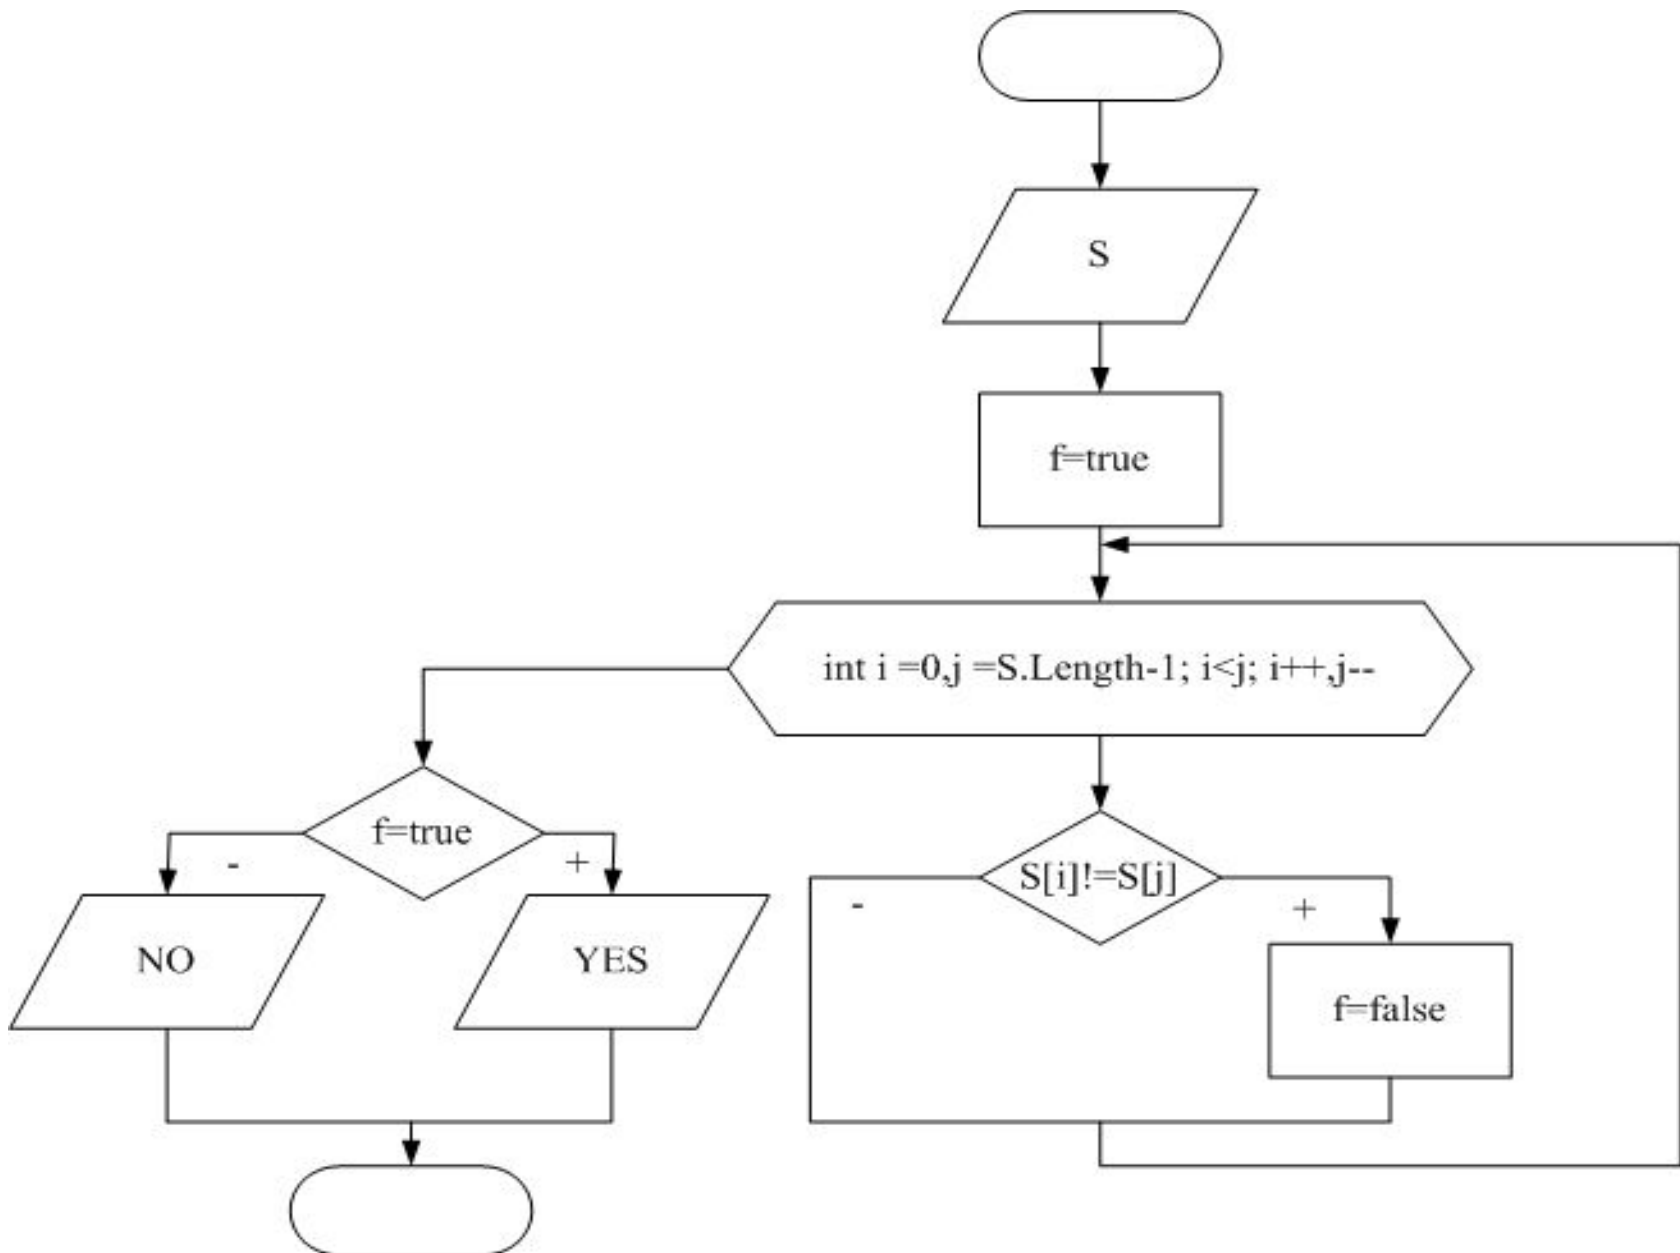 S
f=true
int i =0,j =S.Length-1; i<j; i++,j--
f=true
-
+
NO
YES
S[i]!=S[j]
-
+
f=false